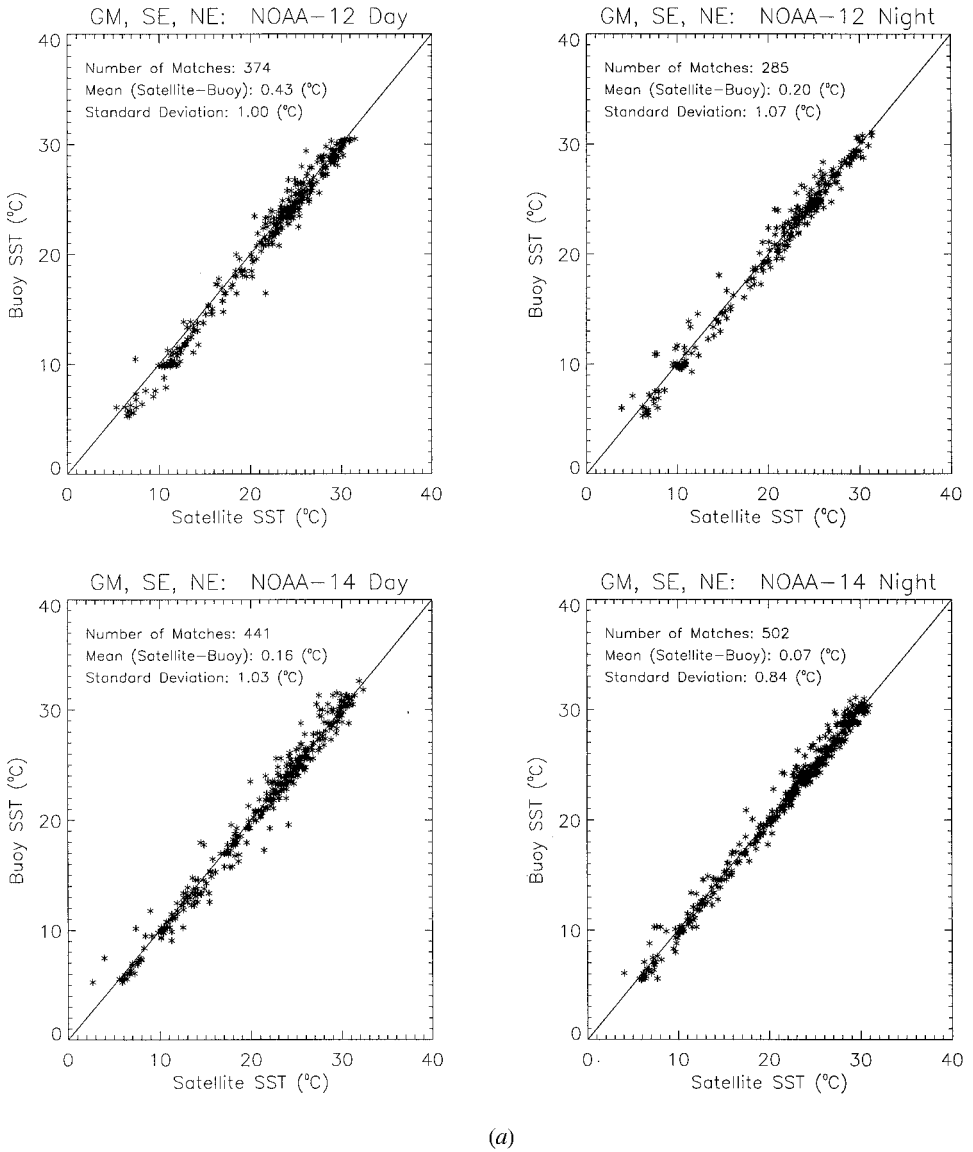 GM, SE, NE: NOAA-12 Day
40
30
20
10
0
Buoy SST (°C)
Number of Matches: 374
Mean (Satellite-Buoy): 0.43 (°C)
Standard Deviation: 1.00 (°C)
0 10 20 30 40
Satellite SST (°C)
GM, SE, NE: NOAA-12 Night
40
30
20
10
0
Buoy SST (°C)
Number of Matches: 285
Mean (Satellite-Buoy): 0.20 (°C)
Standard Deviation: 1.07 (°C)
0 10 20 30 40
Satellite SST (°C)
GM, SE, NE: NOAA-14 Day
40
30
20
10
0
Buoy SST (°C)
Number of Matches: 441
Mean (Satellite-Buoy): 0.16 (°C)
Standard Deviation: 1.03 (°C)
0 10 20 30 40
Satellite SST (°C)
GM, SE, NE: NOAA-14 Night
40
30
20
10
0
Buoy SST (°C)
Number of Matches: 502
Mean (Satellite-Buoy): 0.07 (°C)
Standard Deviation: 0.84 (°C)
0 10 20 30 40
Satellite SST (°C)
(a)